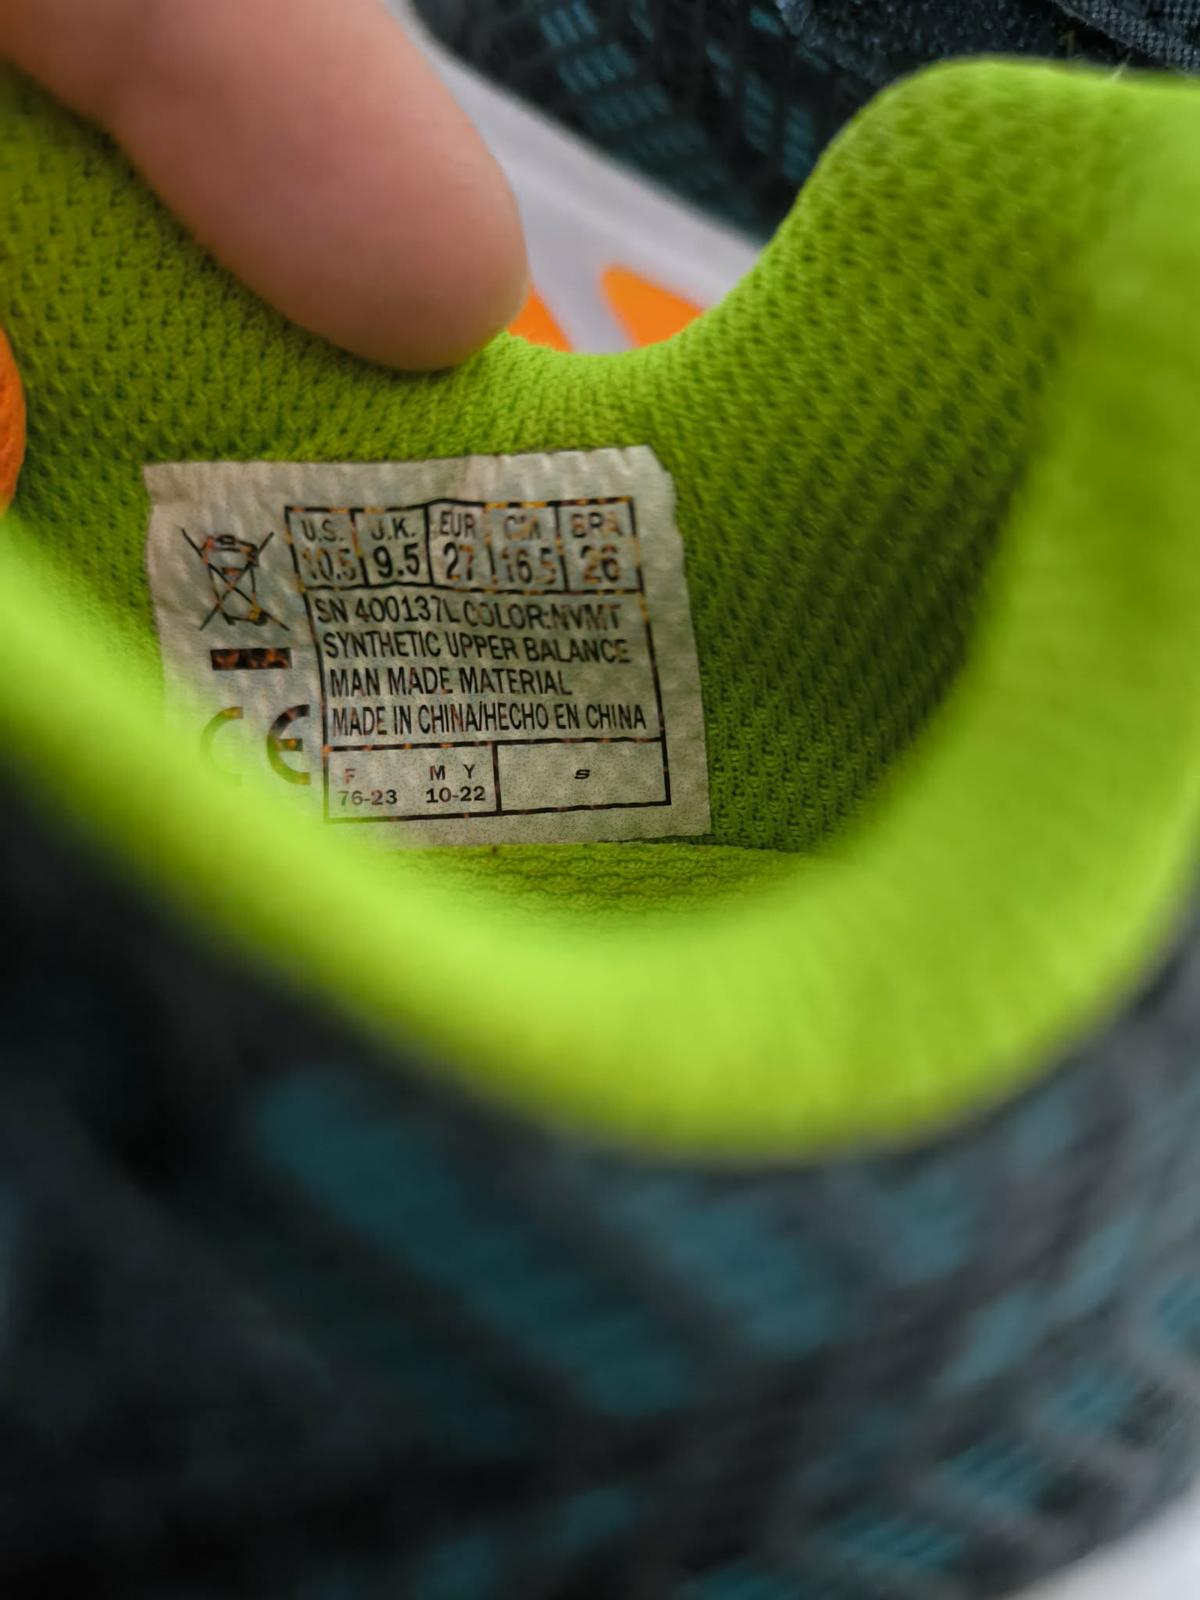 U.S. U.K. EUR CM BRA
10.5 9.5 27 16.5 26
SN 400137L COLOR:NVMT
SYNTHETIC UPPER BALANCE
MAN MADE MATERIAL
MADE IN CHINA/HECHO EN CHINA
F M Y S
76-23 10-22
CE